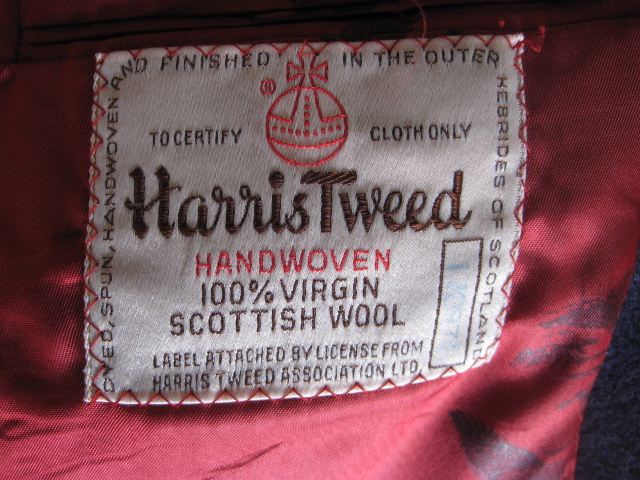 DYED, SPUN, HANDWOVEN AND FINISHED IN THE OUTER HEBRIDES OF SCOTLAND
®
TO CERTIFY CLOTH ONLY
Harris Tweed
HANDWOVEN
100% VIRGIN
SCOTTISH WOOL
LABEL ATTACHED BY LICENSE FROM
HARRIS TWEED ASSOCIATION LTD.